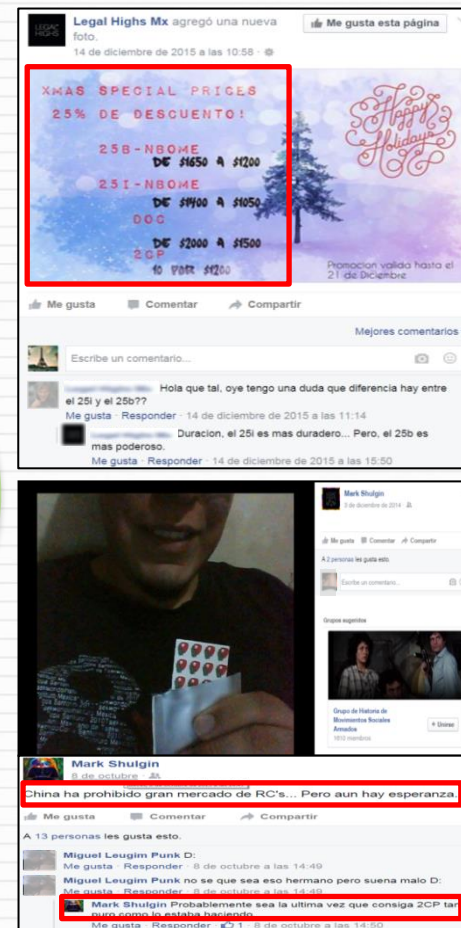 LEGAL HIGHS
Legal Highs Mx agregó una nueva
foto.
14 de diciembre de 2015 a las 10:58
Me gusta esta página
XMAS SPECIAL PRICES
25% DE DESCUENTO!
25B-NBOME
DE $1650 A $1200
25I-NBOME
DE $1400 A $1050
DOC
DE $2000 A $1500
2CP
10 POR $1200
Happy
Holidays
Promocion valida hasta el
21 de Diciembre
Me gusta Comentar Compartir
Mejores comentarios
Escribe un comentario...
Hola que tal, oye tengo una duda que diferencia hay entre
el 25i y el 25b??
Me gusta · Responder · 14 de diciembre de 2015 a las 11:14
Duracion, el 25i es mas duradero... Pero, el 25b es
mas poderoso.
Me gusta · Responder · 14 de diciembre de 2015 a las 15:50
Mark Shulgin
3 de diciembre de 2014
Me gusta Comentar Compartir
A 2 personas les gusta esto.
Escribe un comentario...
Grupos sugeridos
Grupo de Historia de
Movimientos Sociales
Armados
1810 miembros
+ Unirse
Mark Shulgin
8 de octubre
China ha prohibido gran mercado de RC's... Pero aun hay esperanza.
Me gusta Comentar Compartir
A 13 personas les gusta esto.
Miguel Leugim Punk D:
Me gusta · Responder · 8 de octubre a las 14:49
Miguel Leugim Punk no se que sea eso hermano pero suena malo D:
Me gusta · Responder · 8 de octubre a las 14:49
Mark Shulgin Probablemente sea la ultima vez que consiga 2CP tan
puro como lo estaba haciendo
Me gusta · Responder · 1 · 8 de octubre a las 14:50